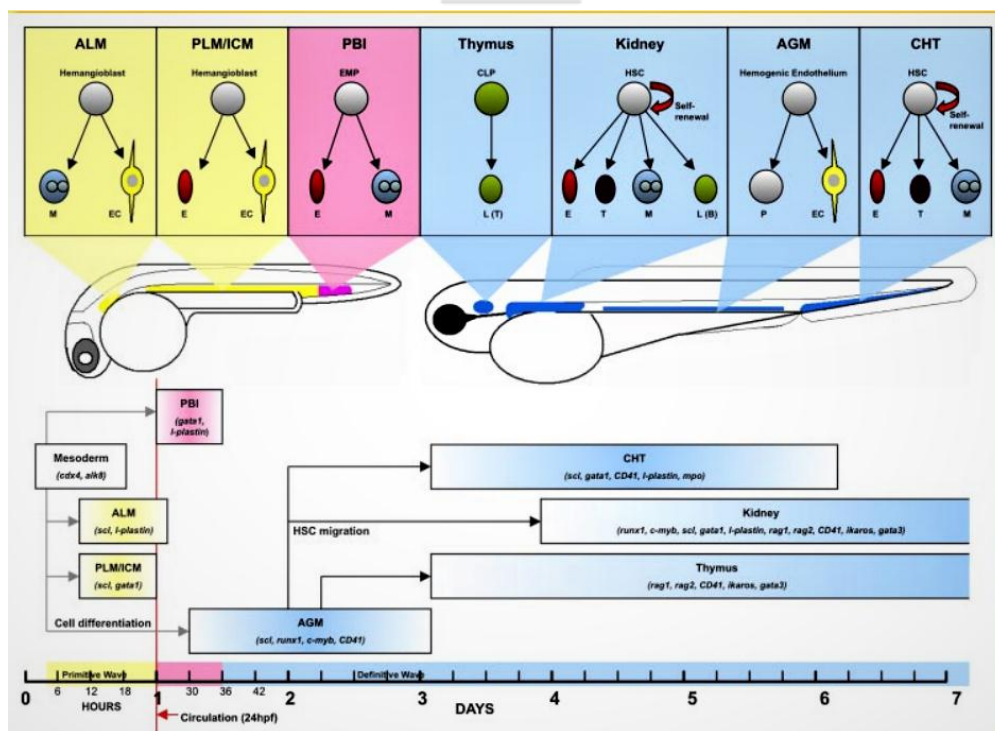 ALM
PLM/ICM
PBI
Thymus
Kidney
AGM
CHT
Hemangioblast
Hemangioblast
EMP
CLP
HSC
Hemogenic Endothelium
HSC
Self-
renewal
Self-
renewal
M
EC
E
EC
E
M
L (T)
E
T
M
L (B)
P
EC
E
T
M
PBI
(gata1,
l-plastin)
Mesoderm
(cdx4, alk8)
CHT
(scl, gata1, CD41, l-plastin, mpo)
ALM
(scl, l-plastin)
HSC migration
Kidney
(runx1, c-myb, scl, gata1, l-plastin, rag1, rag2, CD41, ikaros, gata3)
PLM/ICM
(scl, gata1)
Thymus
(rag1, rag2, CD41, ikaros, gata3)
Cell differentiation
AGM
(scl, runx1, c-myb, CD41)
Primitive Wave
Definitive Wave
0 6 12 18 1 30 36 42 2 3 4 5 6 7
HOURS
DAYS
Circulation (24hpf)